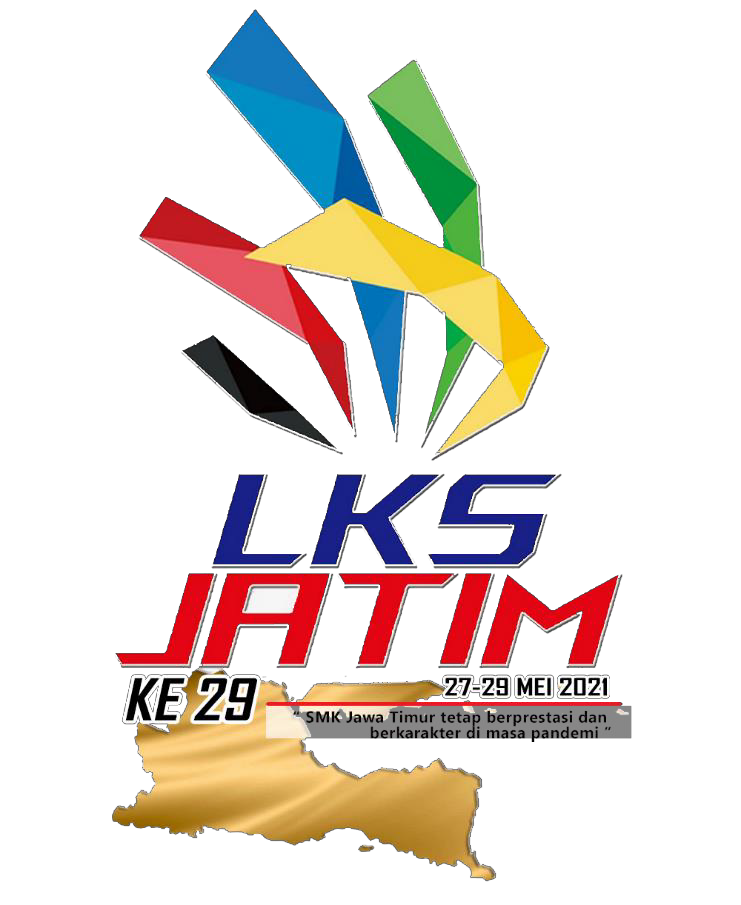 LKS
JATIM
KE 29
27-29 MEI 2021
“ SMK Jawa Timur tetap berprestasi dan
berkarakter di masa pandemi ”